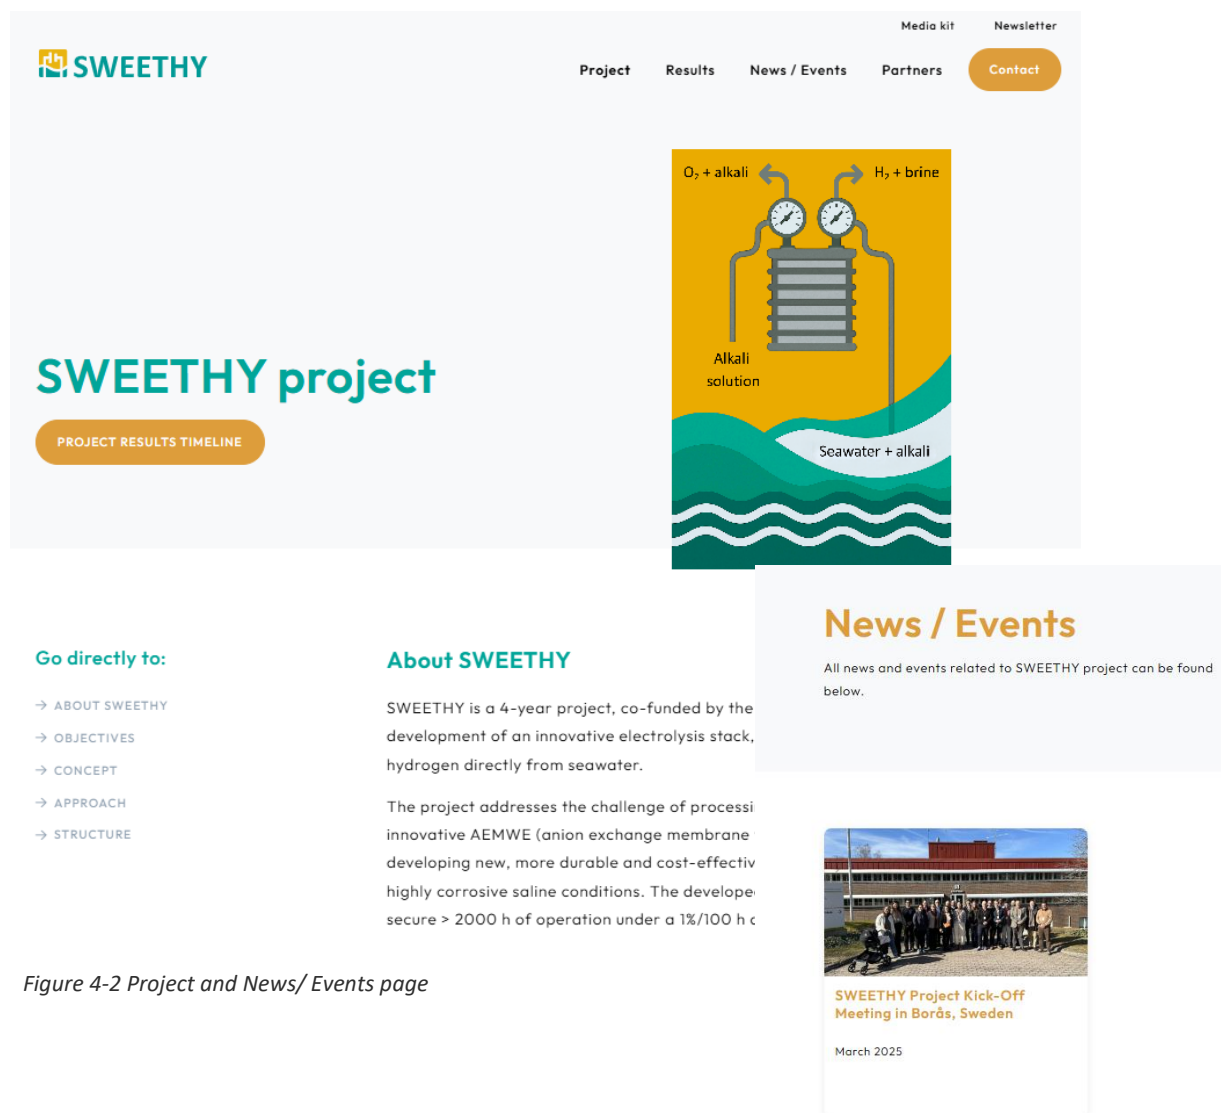 Media kit Newsletter
SWEETHY
Project Results News / Events Partners Contact
O₂ + alkali H₂ + brine
Alkali
solution
Seawater + alkali
SWEETHY project
PROJECT RESULTS TIMELINE
Go directly to:
→ ABOUT SWEETHY
→ OBJECTIVES
→ CONCEPT
→ APPROACH
→ STRUCTURE
About SWEETHY
SWEETHY is a 4-year project, co-funded by the
development of an innovative electrolysis stack,
hydrogen directly from seawater.
The project addresses the challenge of processi
innovative AEMWE (anion exchange membrane
developing new, more durable and cost-effectiv
highly corrosive saline conditions. The develope
secure > 2000 h of operation under a 1%/100 h
News / Events
All news and events related to SWEETHY project can be found
below.
SWEETHY Project Kick-Off
Meeting in Borås, Sweden
March 2025
Figure 4-2 Project and News/ Events page